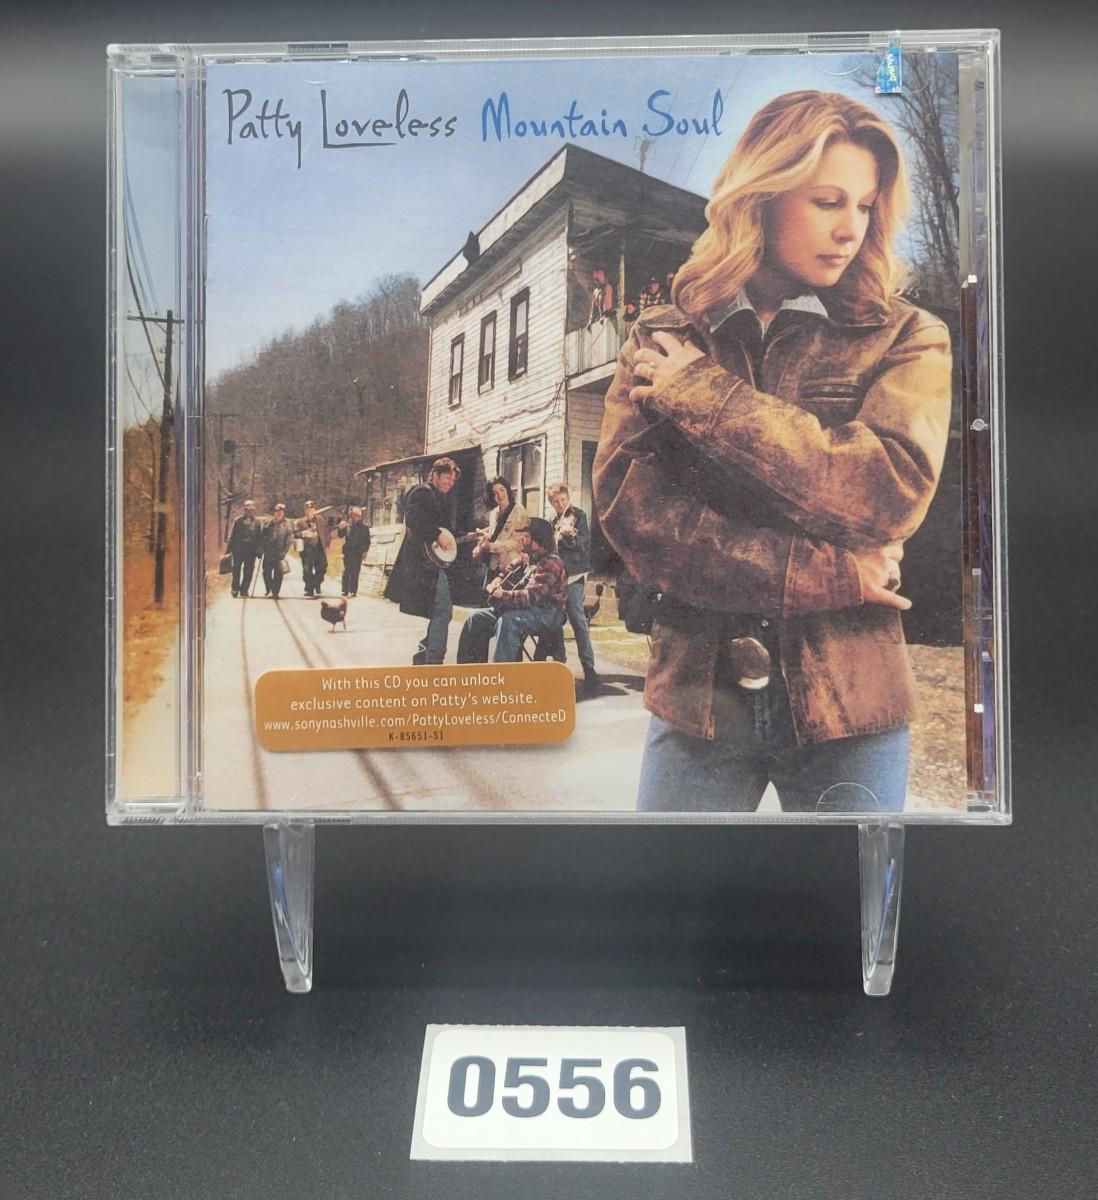 Patty Loveless Mountain Soul
With this CD you can unlock
exclusive content on Patty's website.
www.sonynashville.com/PattyLoveless/ConnecteD
K-85651-S1
0556